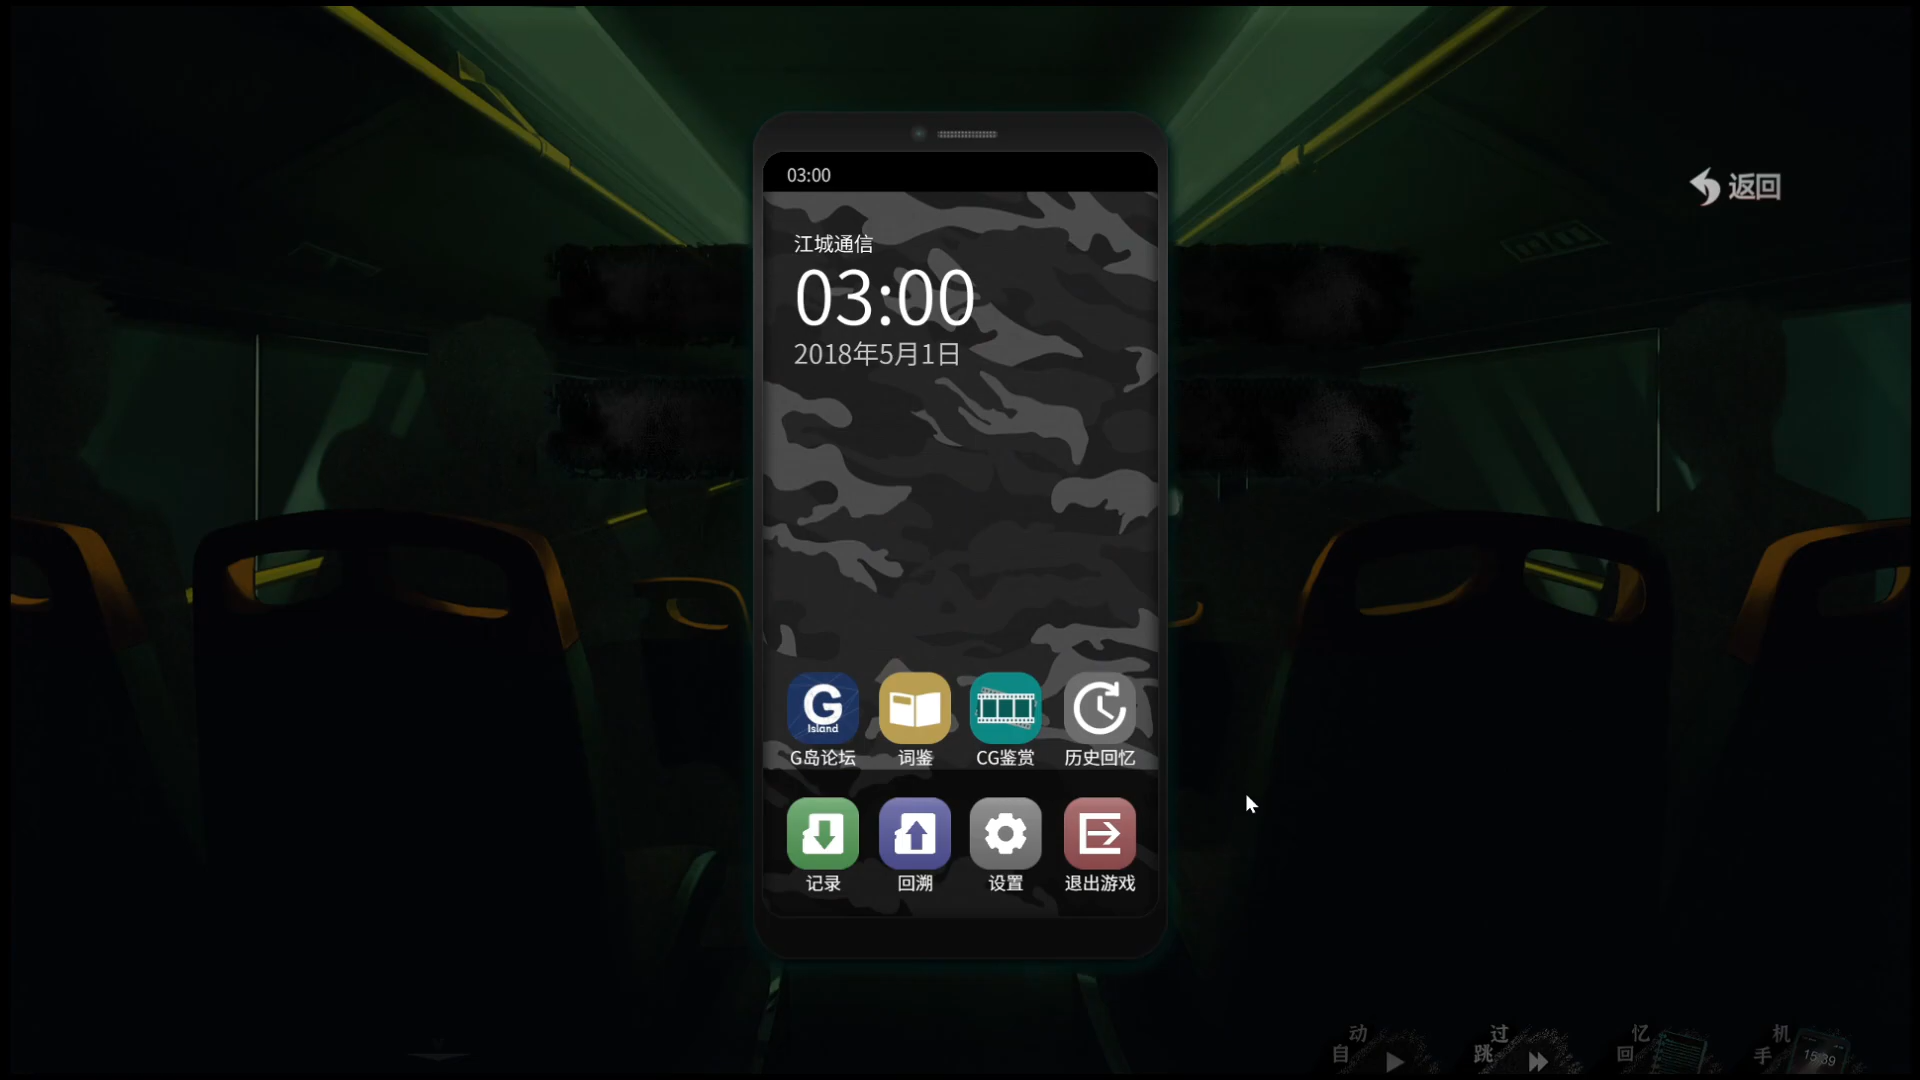 03:00
返回
江城通信
03:00
2018年5月1日
G
Island
G岛论坛
词鉴
CG鉴赏
历史回忆
记录
回溯
设置
退出游戏
自动
跳过
回忆
手机
15:39